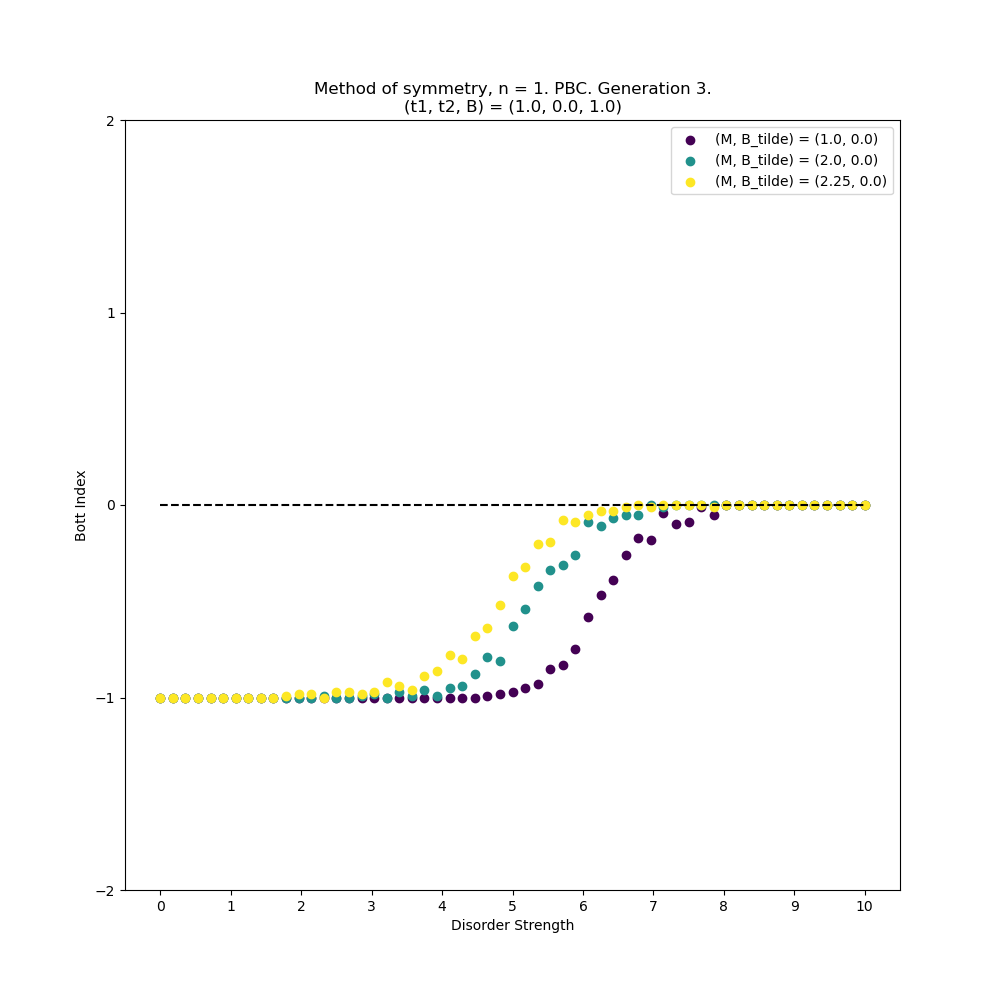 Method of symmetry, n = 1. PBC. Generation 3.
(t1, t2, B) = (1.0, 0.0, 1.0)
(M, B_tilde) = (1.0, 0.0)
(M, B_tilde) = (2.0, 0.0)
(M, B_tilde) = (2.25, 0.0)
Bott Index
2
1
0
−1
−2
0 1 2 3 4 5 6 7 8 9 10
Disorder Strength